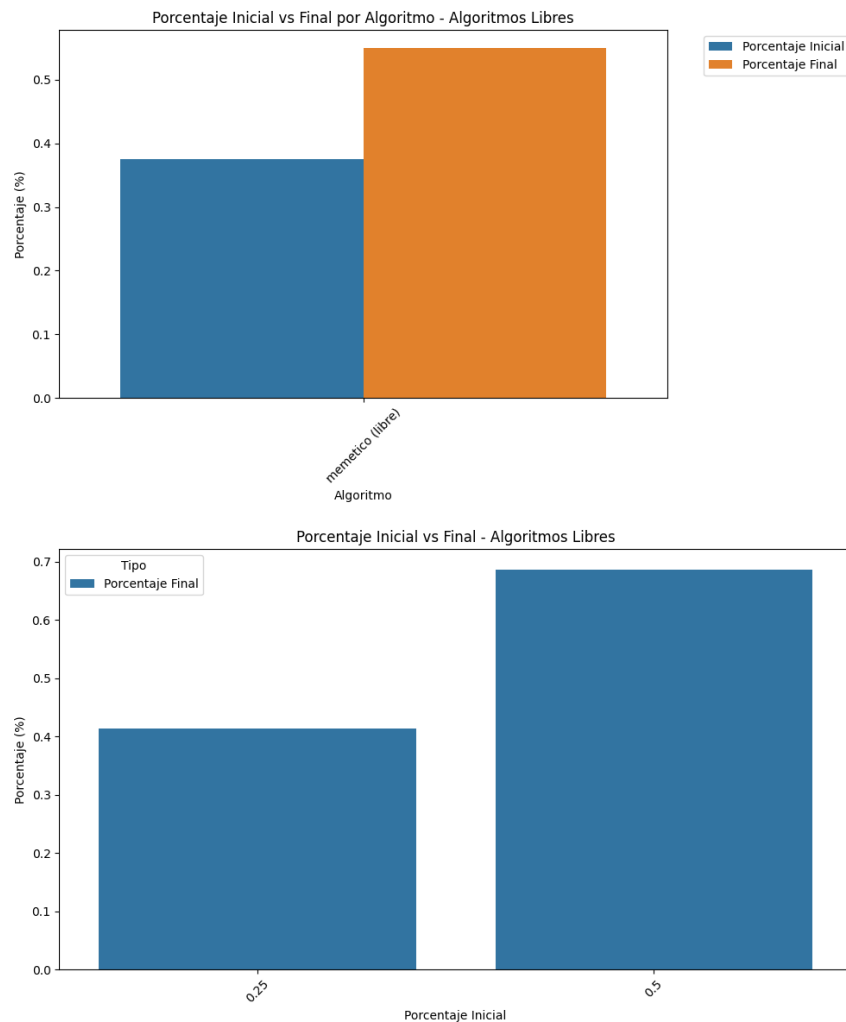 Porcentaje Inicial vs Final por Algoritmo - Algoritmos Libres
Porcentaje Inicial
Porcentaje Final
Porcentaje (%)
0.5
0.4
0.3
0.2
0.1
0.0
memetico (libre)
Algoritmo
Porcentaje Inicial vs Final - Algoritmos Libres
Tipo
Porcentaje Final
Porcentaje (%)
0.7
0.6
0.5
0.4
0.3
0.2
0.1
0.0
0.25
0.5
Porcentaje Inicial